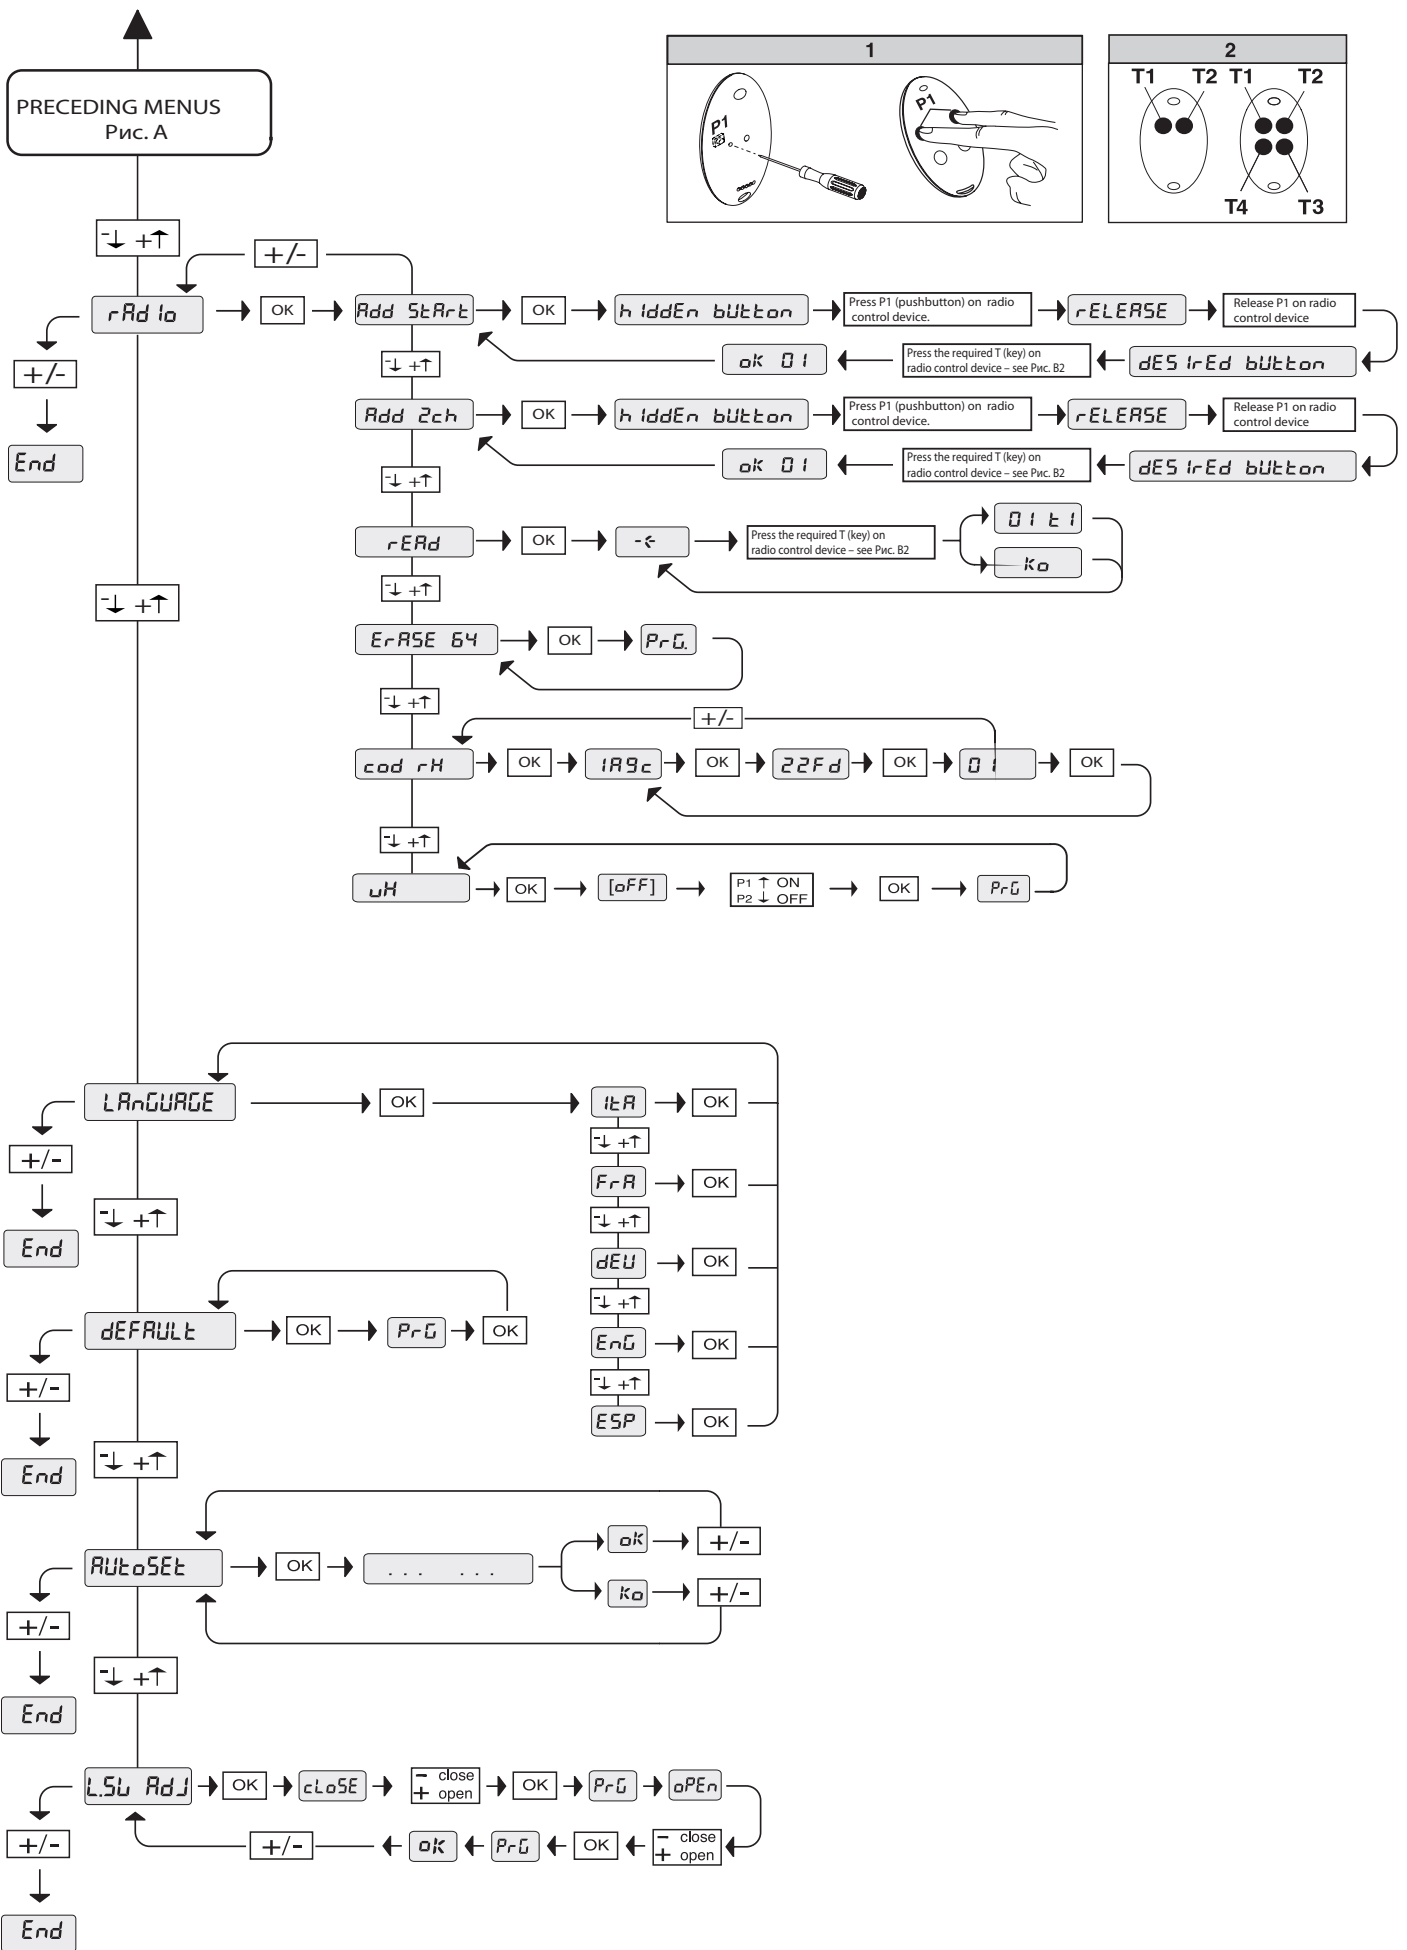 PRECEDING MENUS
Рис. A
1
P1
P1
2
T1 T2 T1 T2
T4 T3
- +
+/-
rAdIo
OK
Add StArt
OK
hIddEn bUtton
Press P1 (pushbutton) on radio
control device.
rELEASE
Release P1 on radio
control device
+/-
End
- +
oK 01
Press the required T (key) on
radio control device – see Рис. B2
dESIrEd bUtton
Add 2ch
OK
hIddEn bUtton
Press P1 (pushbutton) on radio
control device.
rELEASE
Release P1 on radio
control device
oK 01
Press the required T (key) on
radio control device – see Рис. B2
dESIrEd bUtton
- +
rEAd
OK
Press the required T (key) on
radio control device – see Рис. B2
01 t1
Ko
- +
- +
ErASE 64
OK
PrG.
- +
+/-
cod rH
OK
1A9c
OK
22Fd
OK
01
OK
- +
uH
OK
[oFF]
P1 ↑ ON
P2 ↓ OFF
OK
PrG
LAnGUAGE
OK
ItA
OK
- +
FrA
OK
- +
dEU
OK
- +
EnG
OK
- +
ESP
OK
+/-
End
- +
dEFAULt
OK
PrG
OK
+/-
End
- +
AUtoSEt
OK
... ...
oK
+/-
Ko
+/-
+/-
End
- +
L.SW AdJ
OK
cLoSE
– close
+ open
OK
PrG
oPEn
+/-
oK
PrG
OK
– close
+ open
+/-
End